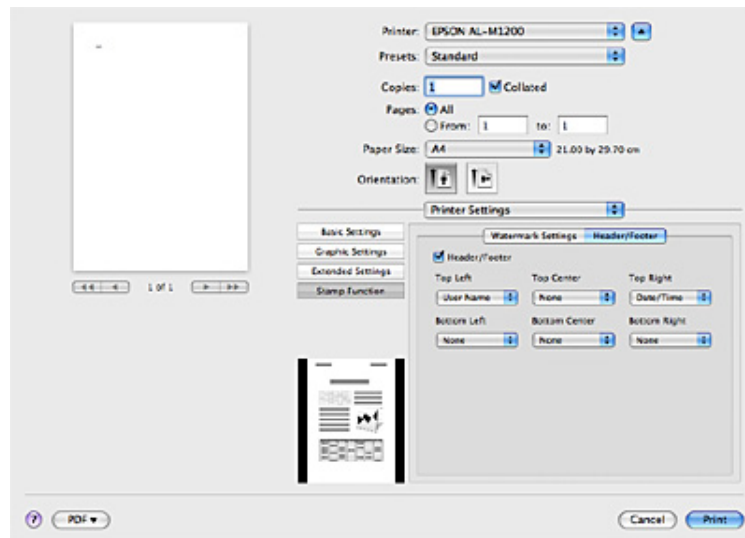 Printer: EPSON AL-M1200
Presets: Standard
Copies: 1 Collated
Pages: All
From: 1 to: 1
Paper Size: A4 21.00 by 29.70 cm
Orientation:
Printer Settings
Basic Settings
Graphic Settings
Extended Settings
Stamp Function
Watermark Settings Header/Footer
Header/Footer
Top Left Top Center Top Right
User Name None Date/Time
Bottom Left Bottom Center Bottom Right
None None None
1 of 1
? PDF Cancel Print